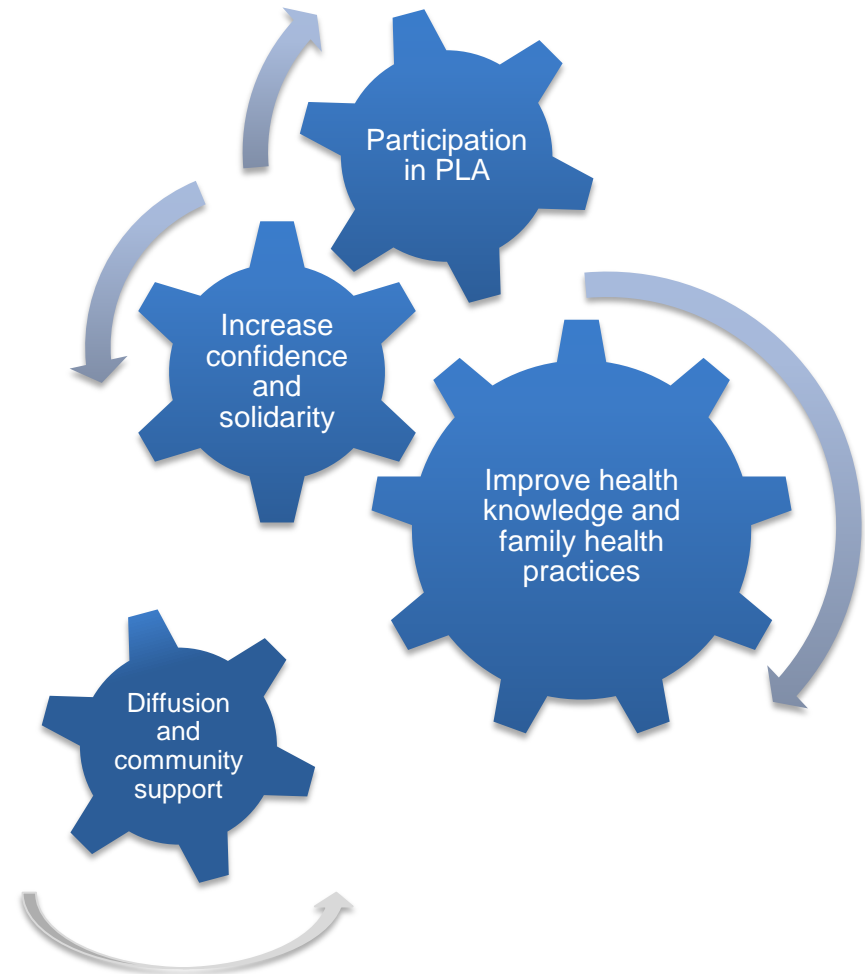 Participation
in PLA
Increase
confidence
and
solidarity
Improve health
knowledge and
family health
practices
Diffusion
and
community
support